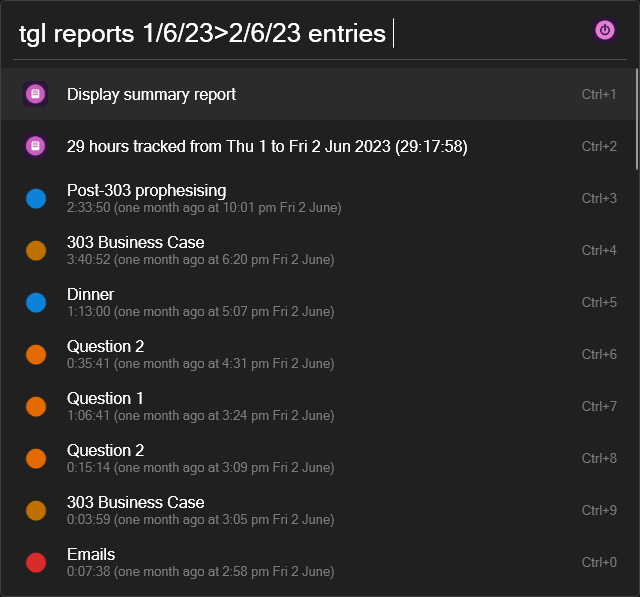 tgl reports 1/6/23>2/6/23 entries
Display summary report Ctrl+1
29 hours tracked from Thu 1 to Fri 2 Jun 2023 (29:17:58) Ctrl+2
Post-303 prophesising
2:33:50 (one month ago at 10:01 pm Fri 2 June) Ctrl+3
303 Business Case
3:40:52 (one month ago at 6:20 pm Fri 2 June) Ctrl+4
Dinner
1:13:00 (one month ago at 5:07 pm Fri 2 June) Ctrl+5
Question 2
0:35:41 (one month ago at 4:31 pm Fri 2 June) Ctrl+6
Question 1
1:06:41 (one month ago at 3:24 pm Fri 2 June) Ctrl+7
Question 2
0:15:14 (one month ago at 3:09 pm Fri 2 June) Ctrl+8
303 Business Case
0:03:59 (one month ago at 3:05 pm Fri 2 June) Ctrl+9
Emails
0:07:38 (one month ago at 2:58 pm Fri 2 June) Ctrl+0